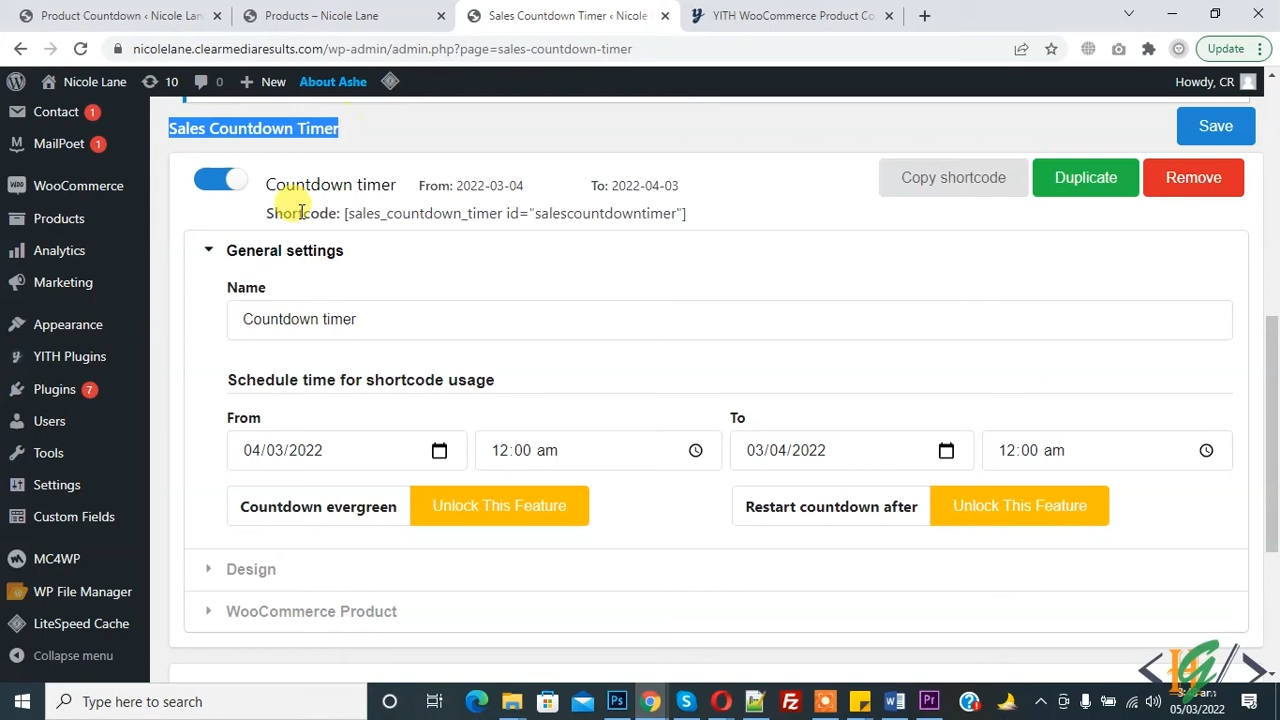 Product Countdown ‹ Nicole Lan
Products – Nicole Lane
Sales Countdown Timer ‹ Nicole
YITH WooCommerce Product Co
nicolelane.clearmediaresults.com/wp-admin/admin.php?page=sales-countdown-timer
Update
Nicole Lane
10
0
New
About Ashe
Howdy, CR
Contact 1
MailPoet 1
WooCommerce
Products
Analytics
Marketing
Appearance
YITH Plugins
Plugins 7
Users
Tools
Settings
Custom Fields
MC4WP
WP File Manager
LiteSpeed Cache
Collapse menu
Sales Countdown Timer
Save
Countdown timer
From: 2022-03-04
To: 2022-04-03
Copy shortcode
Duplicate
Remove
Shortcode: [sales_countdown_timer id="salescountdowntimer"]
General settings
Name
Countdown timer
Schedule time for shortcode usage
From
To
04/03/2022
12:00 am
03/04/2022
12:00 am
Countdown evergreen
Unlock This Feature
Restart countdown after
Unlock This Feature
Design
WooCommerce Product
Type here to search
05/03/2022